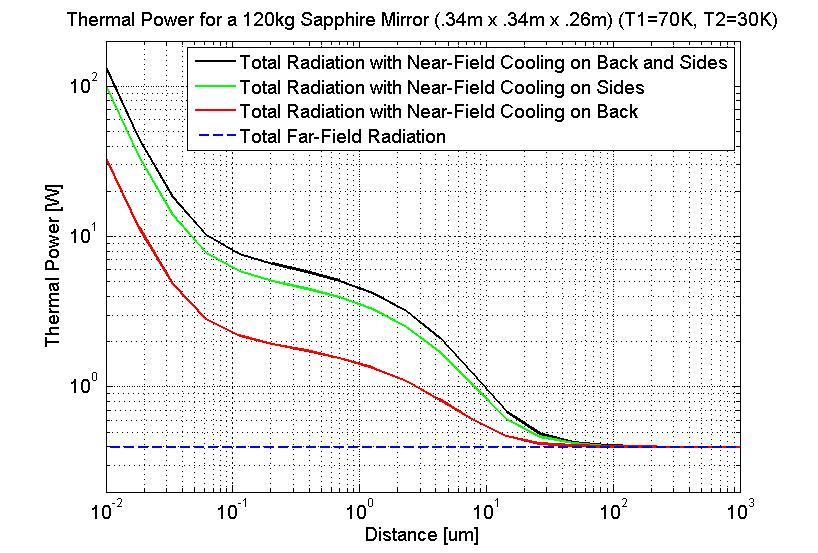 Thermal Power for a 120kg Sapphire Mirror (.34m x .34m x .26m) (T1=70K, T2=30K)
Total Radiation with Near-Field Cooling on Back and Sides
Total Radiation with Near-Field Cooling on Sides
Total Radiation with Near-Field Cooling on Back
Total Far-Field Radiation
Thermal Power [W]
10^2
10^1
10^0
10^-2 10^-1 10^0 10^1 10^2 10^3
Distance [um]